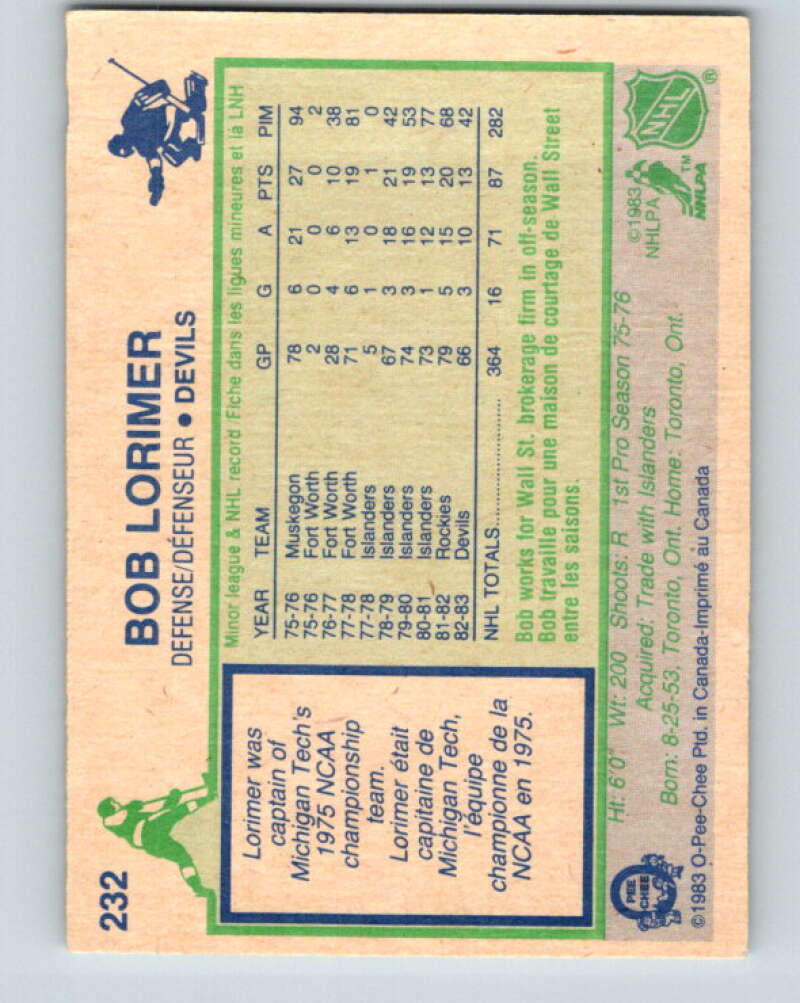 232
BOB LORIMER
DEFENSE/DÉFENSEUR • DEVILS
Lorimer was
captain of
Michigan Tech's
1975 NCAA
championship
team.
Lorimer était
capitaine de
Michigan Tech,
l'équipe
championne de la
NCAA en 1975.
Minor league & NHL record/Fiche dans les ligues mineures et là LNH
YEAR TEAM GP G A PTS PIM
75-76 Muskegon 78 6 21 27 94
75-76 Fort Worth 2 0 0 0 2
76-77 Fort Worth 28 4 6 10 38
77-78 Fort Worth 71 6 13 19 81
77-78 Islanders 5 1 0 1 0
78-79 Islanders 67 3 18 21 42
79-80 Islanders 74 3 16 19 53
80-81 Islanders 73 1 12 13 77
81-82 Rockies 79 5 15 20 68
82-83 Devils 66 3 10 13 42
NHL TOTALS.................... 364 16 71 87 282
Bob works for Wall St. brokerage firm in off-season.
Bob travaille pour une maison de courtage de Wall Street
entre les saisons.
Ht: 6'0" Wt: 200 Shoots: R 1st Pro Season 75-76
Acquired: Trade with Islanders
Born: 8-25-53, Toronto, Ont. Home: Toronto, Ont.
©1983 O-Pee-Chee Ptd. in Canada-Imprimé au Canada
O
PEE
CHEE
©1983
NHLPA
NHLPA
TM
NHL
®